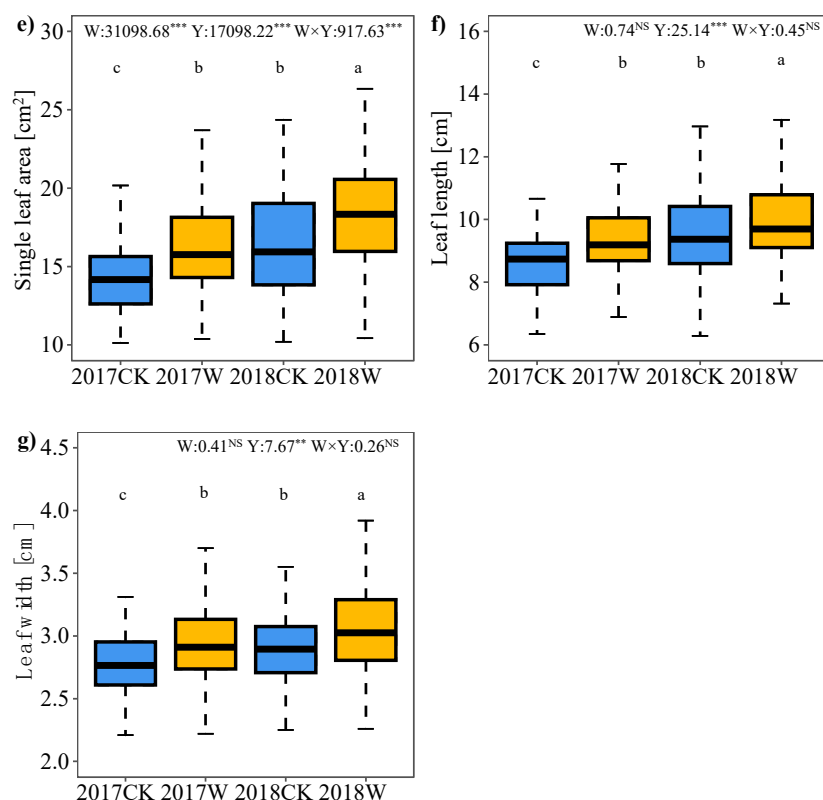 e)
W:31098.68*** Y:17098.22*** W×Y:917.63***
c b b a
Single leaf area [cm²]
30
25
20
15
10
2017CK 2017W 2018CK 2018W
f)
W:0.74NS Y:25.14*** W×Y:0.45NS
c b b a
Leaf length [cm]
16
14
12
10
8
6
2017CK 2017W 2018CK 2018W
g)
W:0.41NS Y:7.67** W×Y:0.26NS
c b b a
Leaf width [cm]
4.5
4.0
3.5
3.0
2.5
2.0
2017CK 2017W 2018CK 2018W